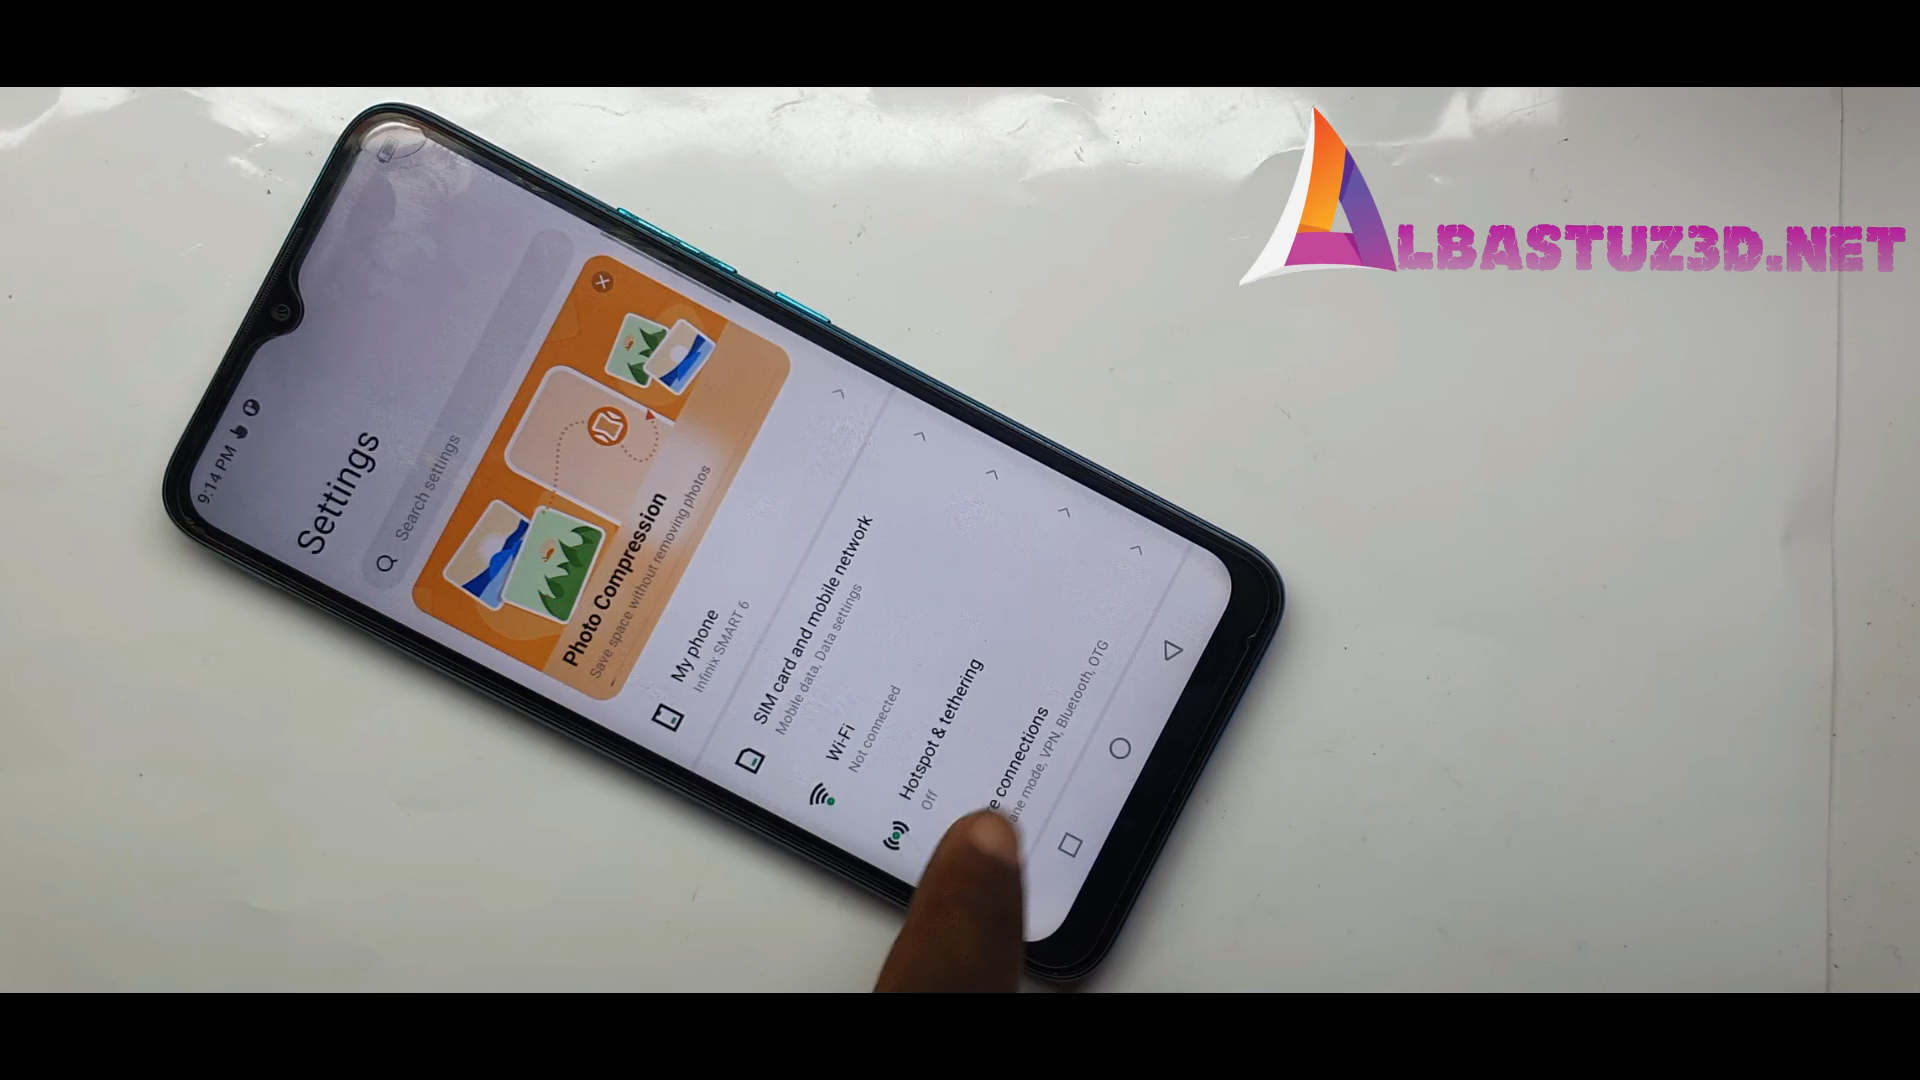 ALBASTUZ3D.NET
9:14 PM
Settings
Search settings
Photo Compression
Save space without removing photos
My phone
Infinix SMART 6
SIM card and mobile network
Mobile data, Data settings
Wi-Fi
Not connected
Hotspot & tethering
Off
connections
mode, VPN, Bluetooth, OTG